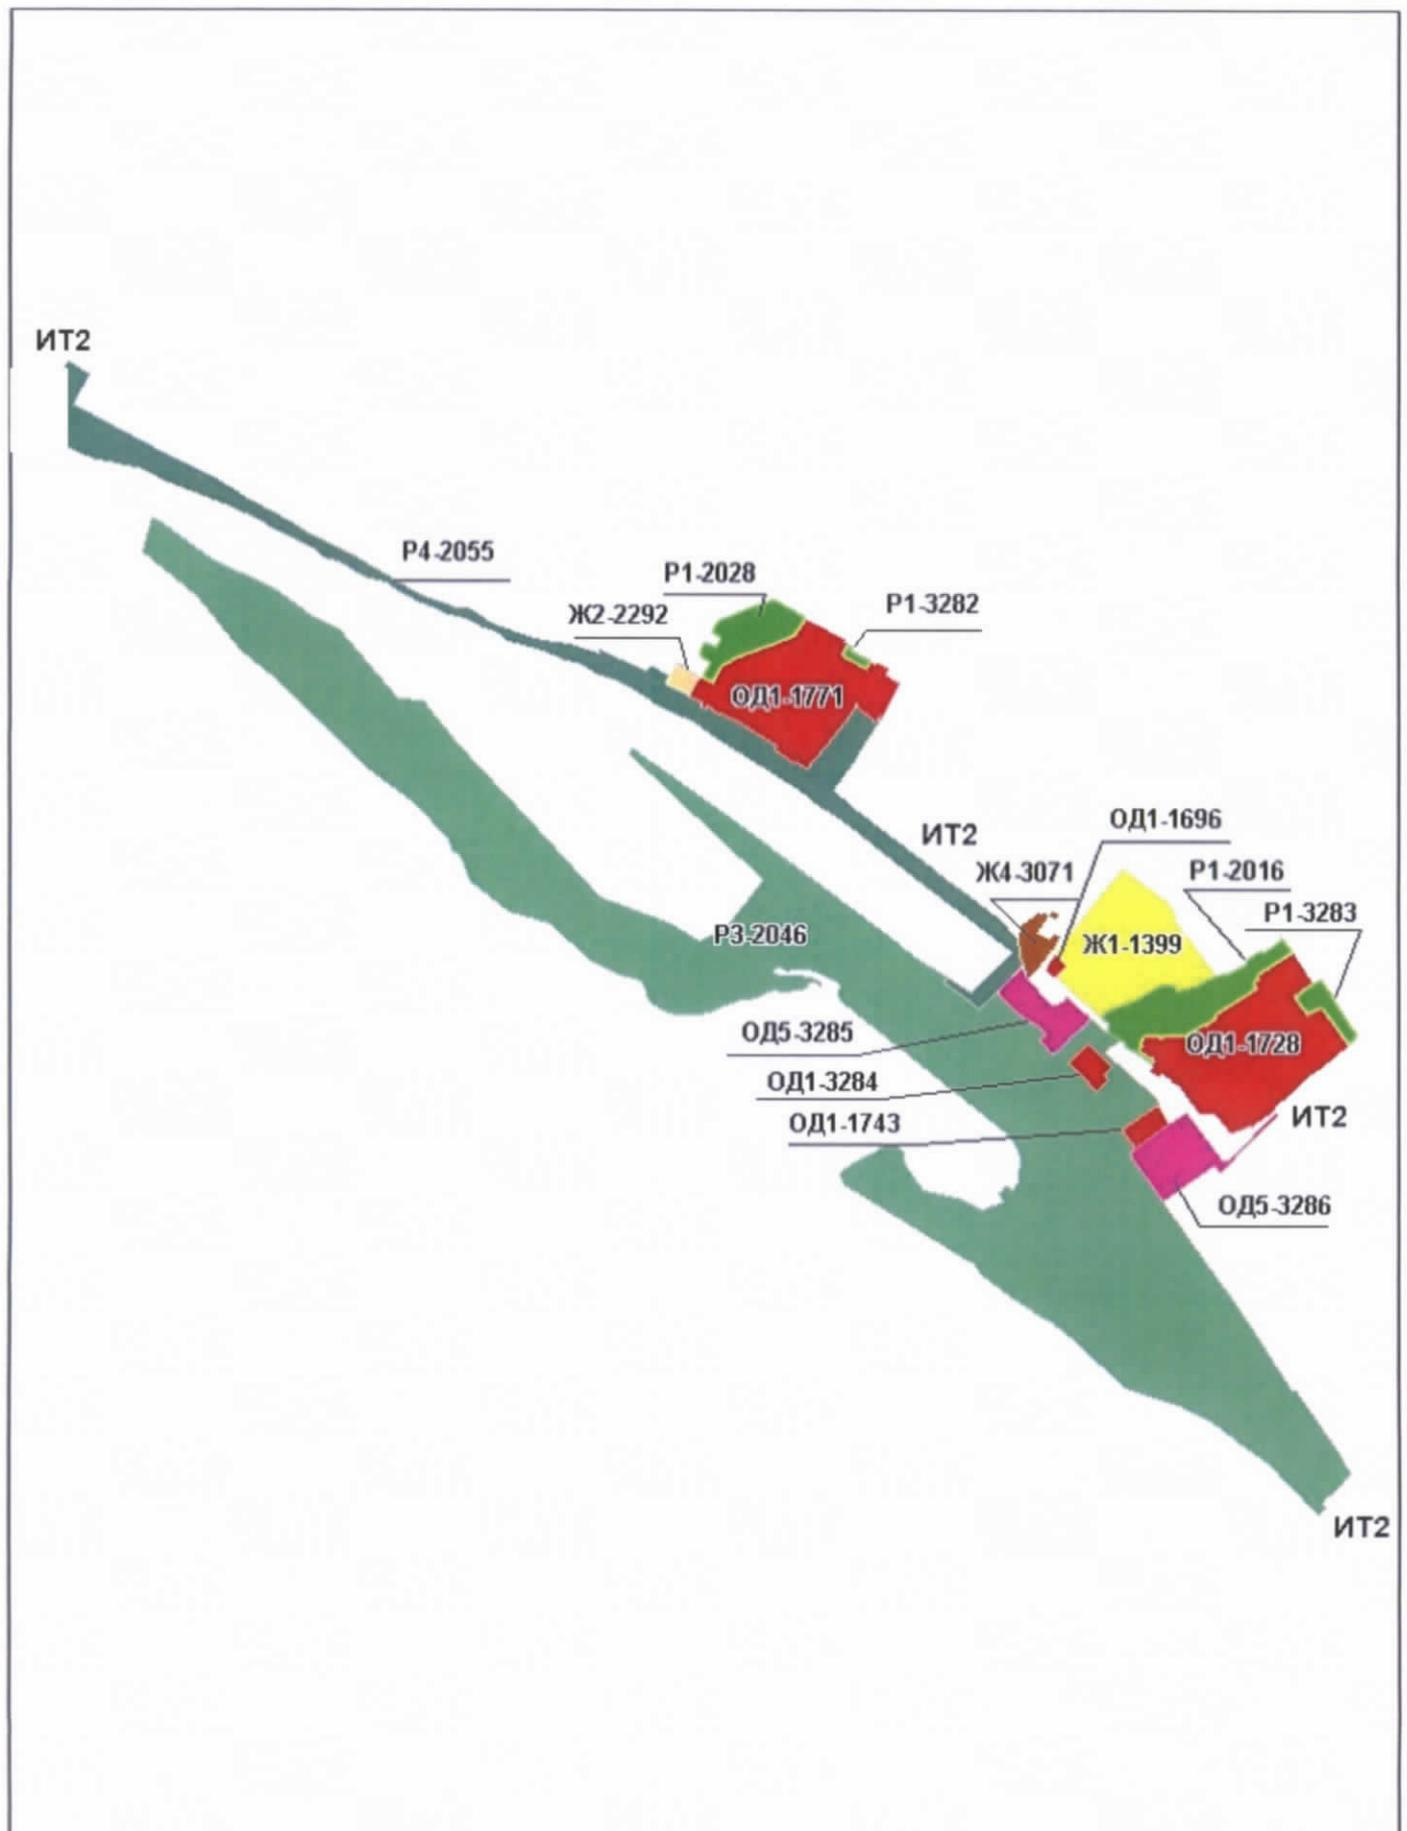 ИТ2
Р4-2055
Р1-2028
Р1-3282
Ж2-2292
ОД1-1771
ОД1-1696
ИТ2
Ж4-3071
Р1-2016
Р1-3283
Р3-2046
Ж1-1399
ОД5-3285
ОД1-1728
ОД1-3284
ОД1-1743
ИТ2
ОД5-3286
ИТ2